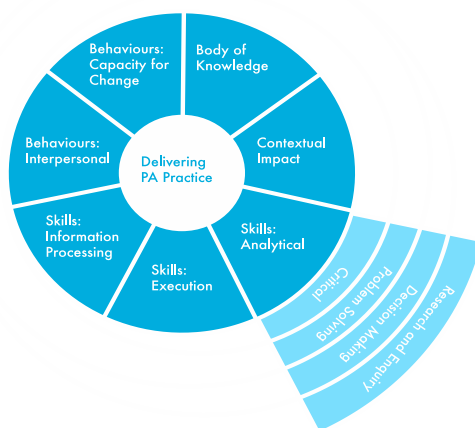 Behaviours:
Capacity for
Change
Body of
Knowledge
Behaviours:
Interpersonal
Delivering
PA Practice
Contextual
Impact
Skills:
Information
Processing
Skills:
Execution
Skills:
Analytical
Critical
Problem Solving
Decision Making
Research and Enquiry